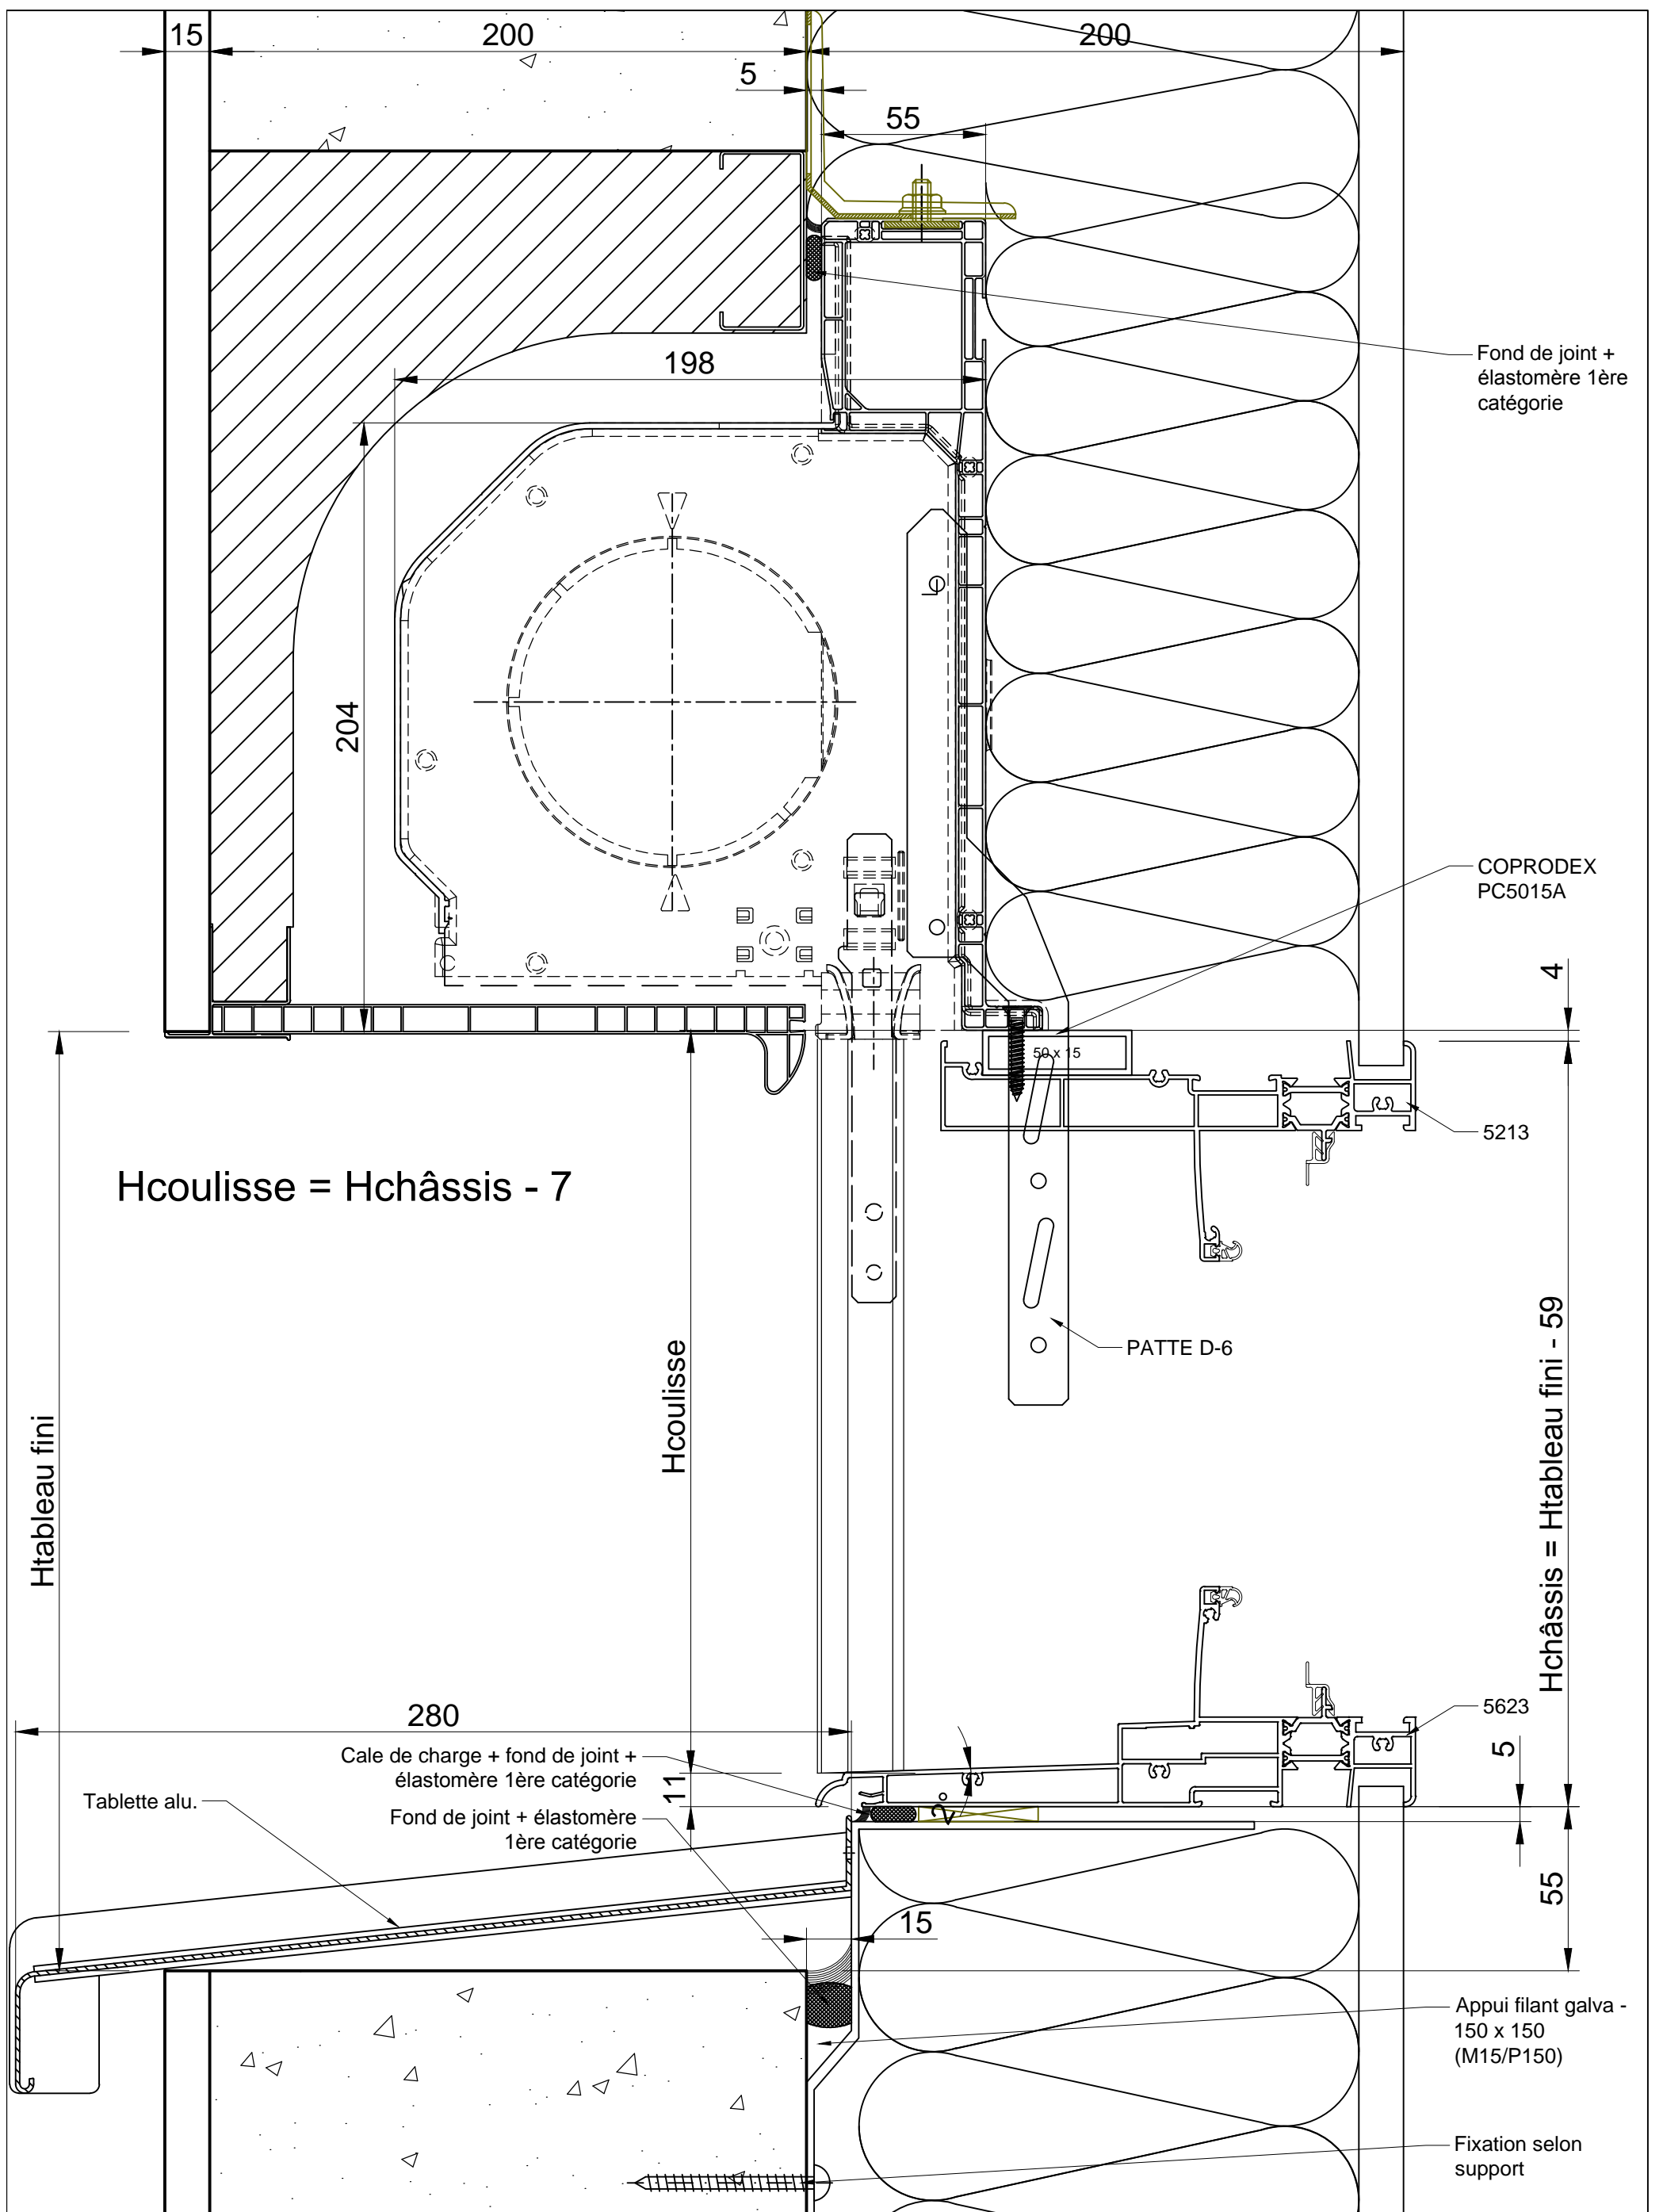 15
200
200
5
55
198
Fond de joint +
élastomère 1ère
catégorie
204
COPRODEX
PC5015A
4
50 x 15
5213
Hcoulisse = Hchâssis - 7
PATTE D-6
Htableau fini
Hcoulisse
Hchâssis = Htableau fini - 59
280
5623
Cale de charge + fond de joint +
élastomère 1ère catégorie
11
5
Tablette alu.
Fond de joint + élastomère
1ère catégorie
2°
55
15
Appui filant galva -
150 x 150
(M15/P150)
Fixation selon
support